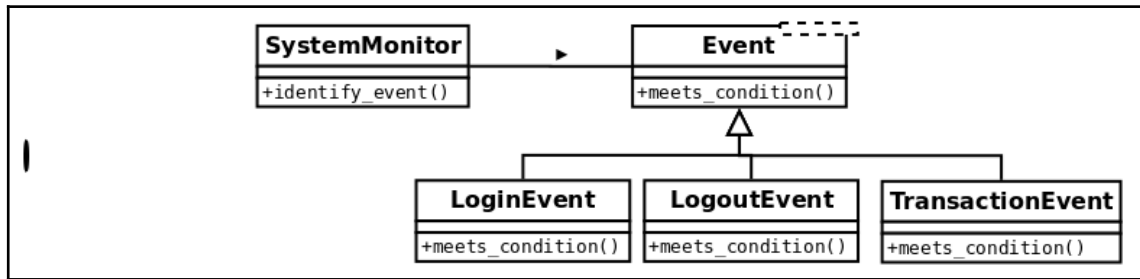 SystemMonitor
Event
+identify_event()
+meets_condition()
LoginEvent
LogoutEvent
TransactionEvent
+meets_condition()
+meets_condition()
+meets_condition()